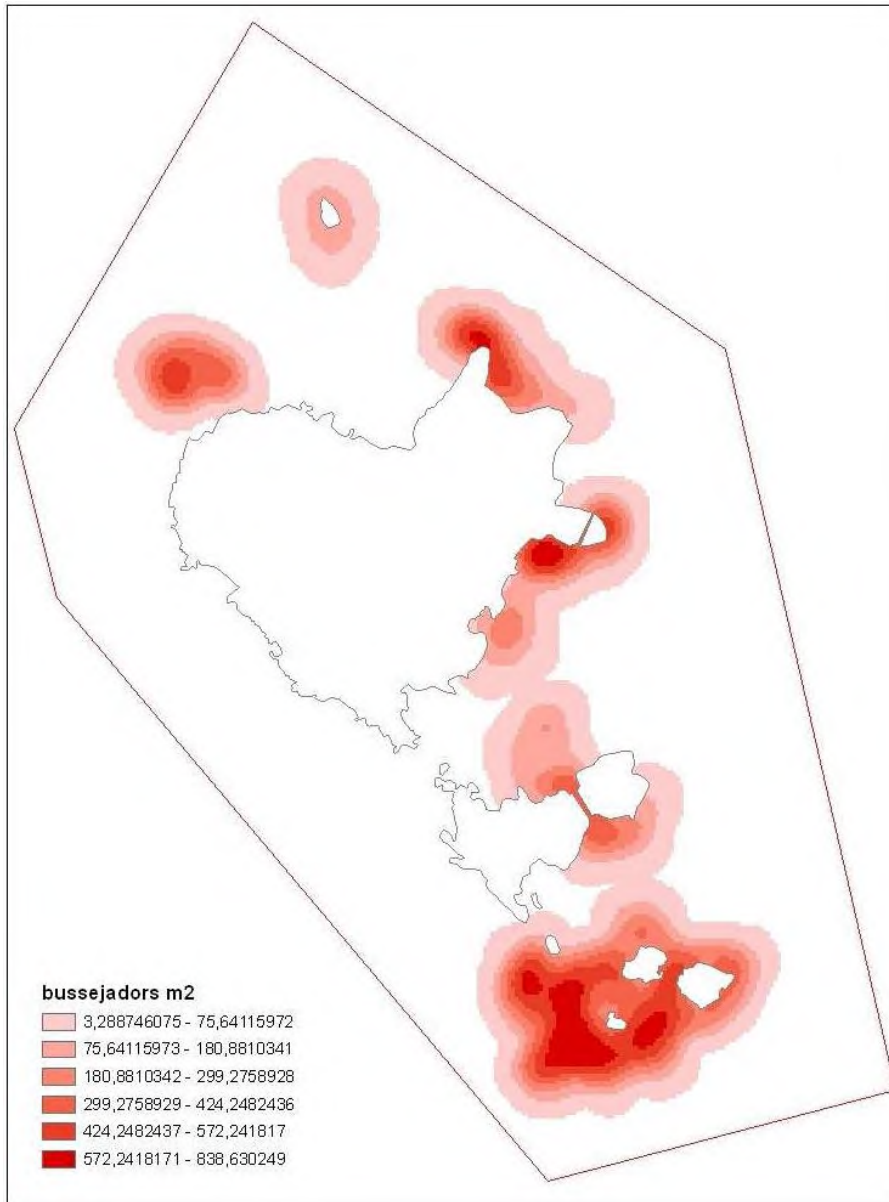 bussejadors m2
3,288746075 - 75,64115972
75,64115973 - 180,8810341
180,8810342 - 299,2758928
299,2758929 - 424,2482436
424,2482437 - 572,241817
572,2418171 - 838,630249